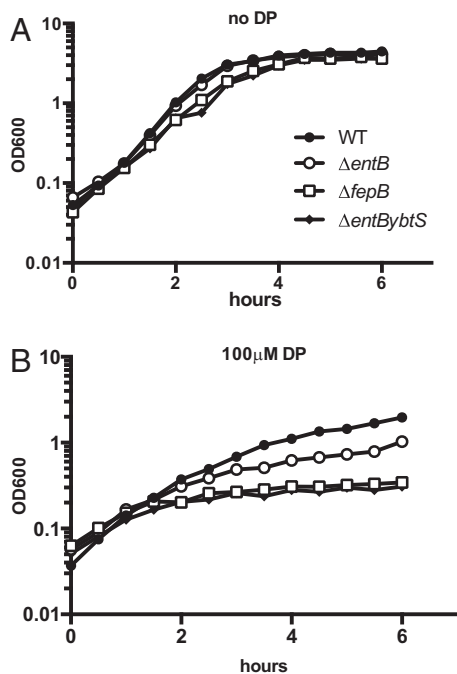 A
no DP
10
1
0.1
0.01
OD600
0 2 4 6
hours
WT
ΔentB
ΔfepB
ΔentBybtS
B
100μM DP
10
1
0.1
0.01
OD600
0 2 4 6
hours